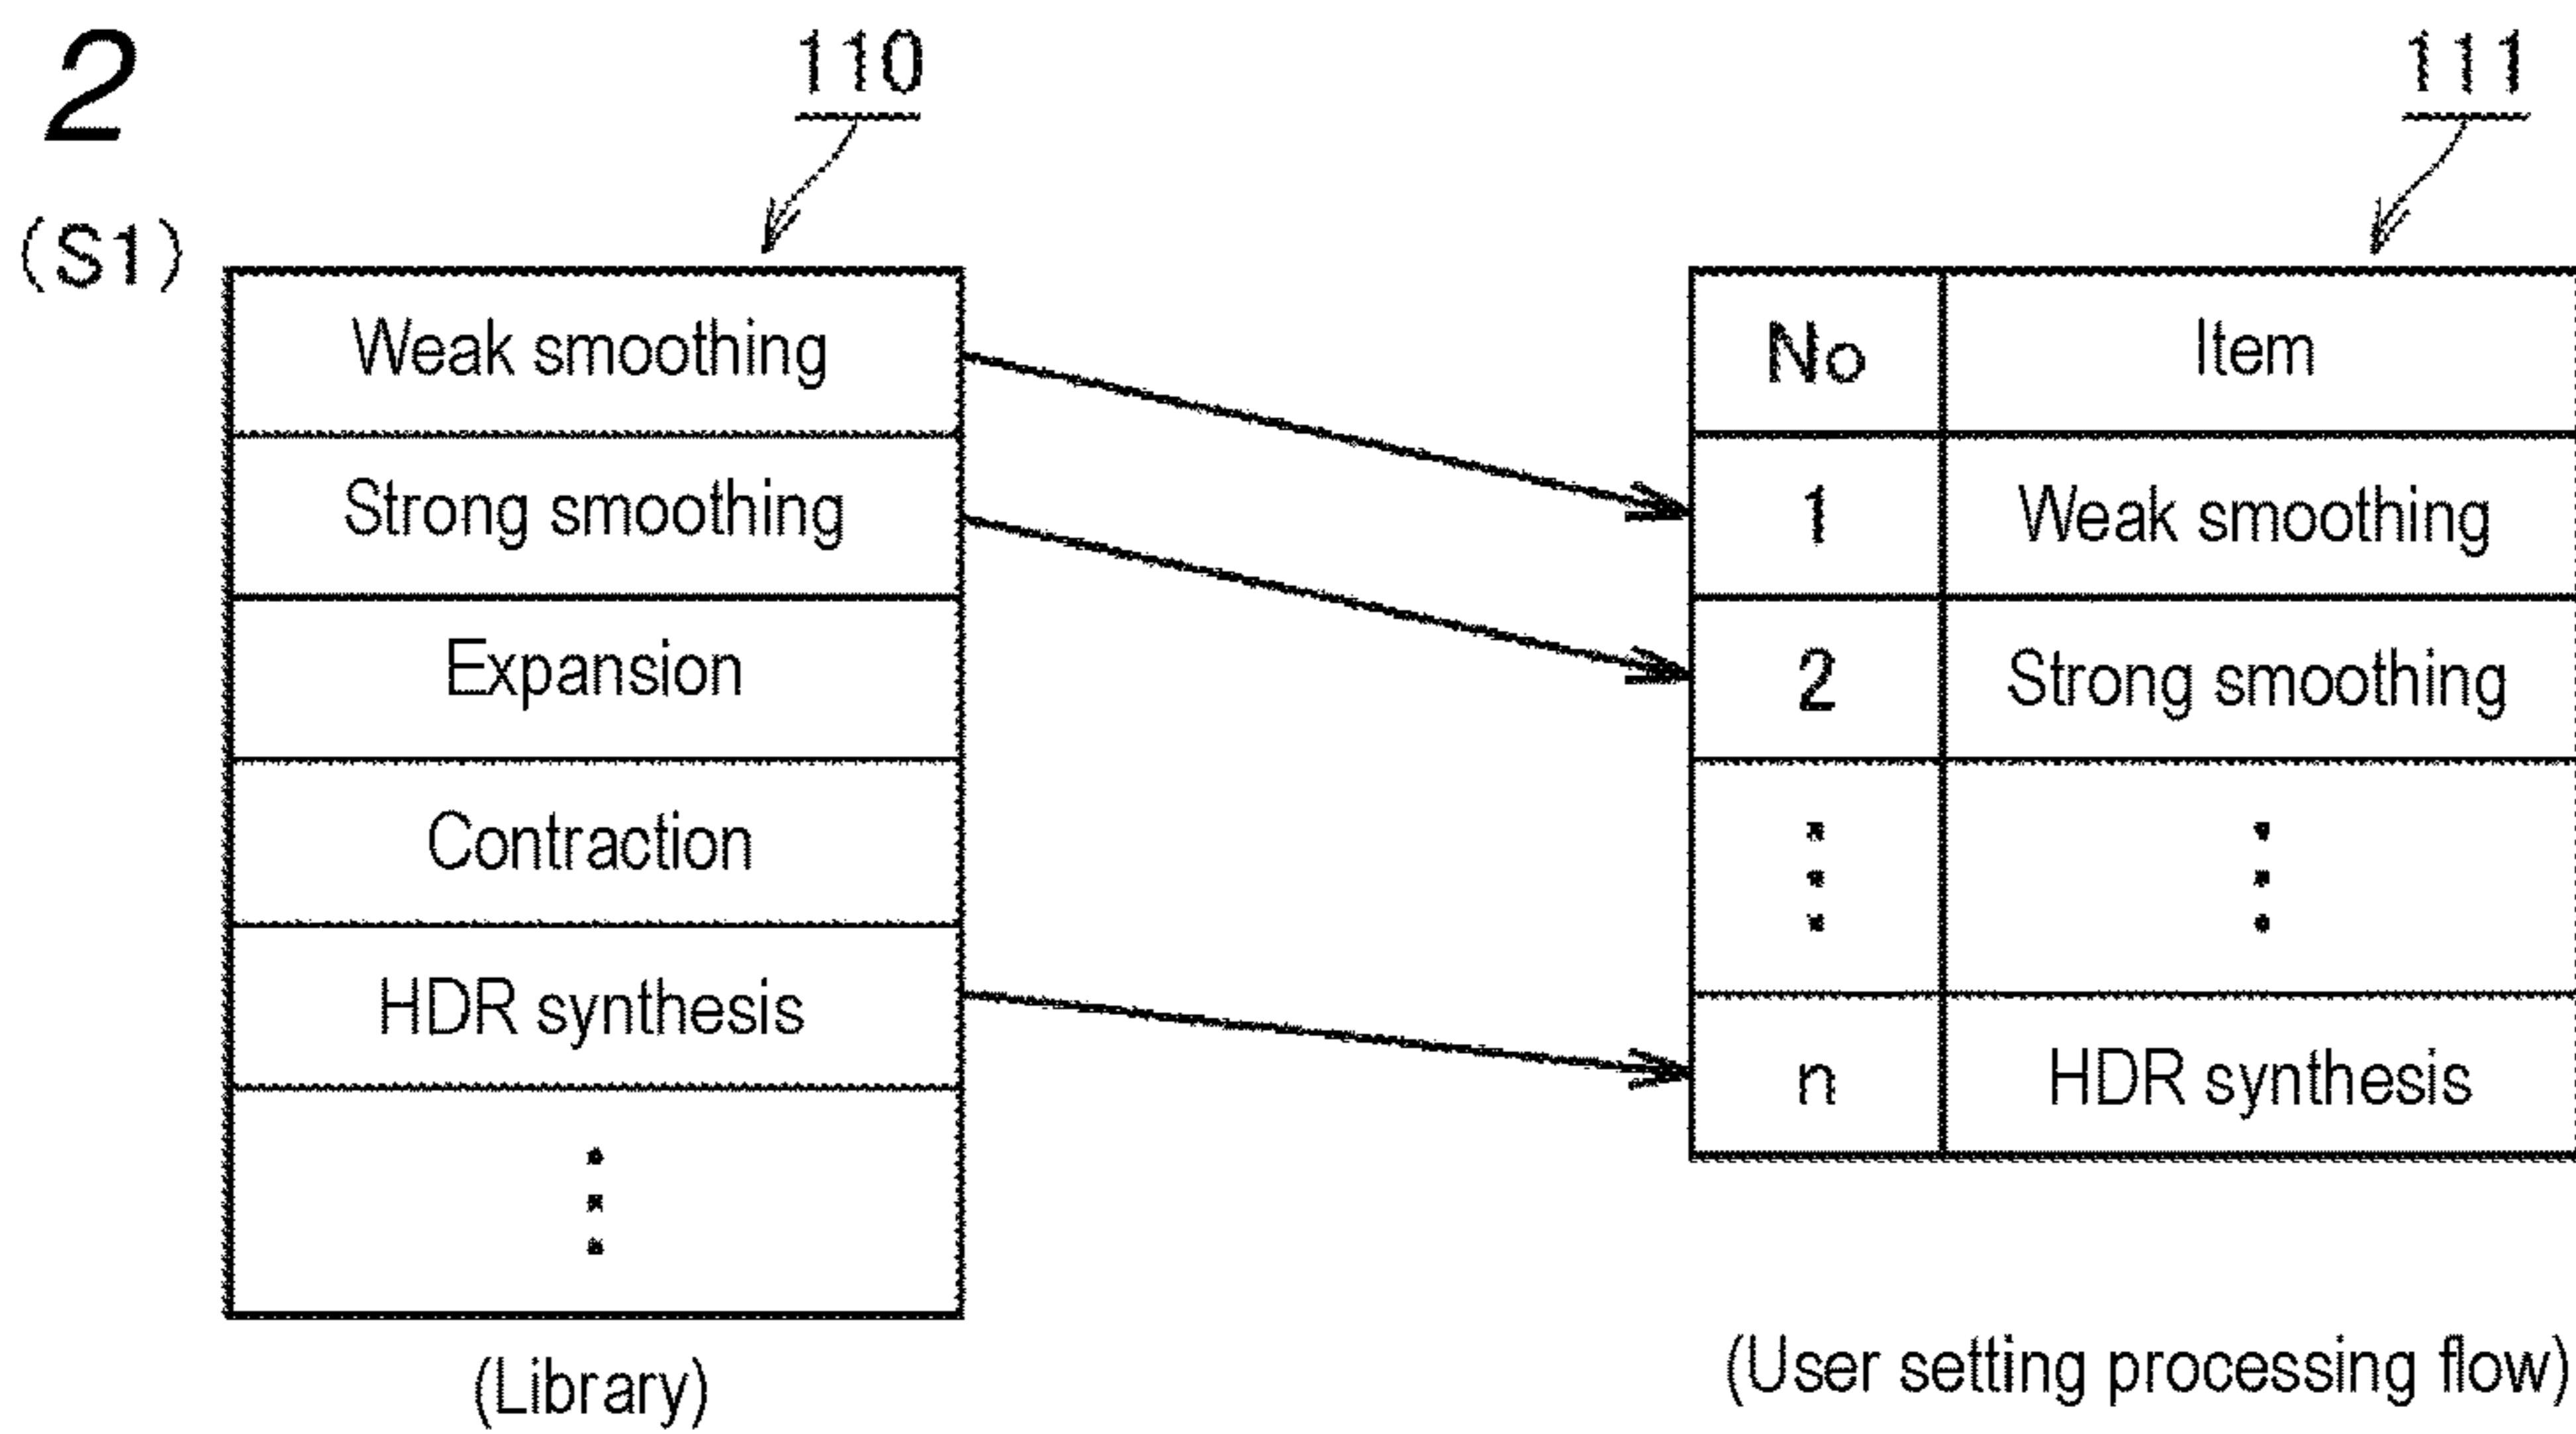 2
(S1)
110
Weak smoothing
Strong smoothing
Expansion
Contraction
HDR synthesis
(Library)
111
No Item
1 Weak smoothing
2 Strong smoothing
n HDR synthesis
(User setting processing flow)